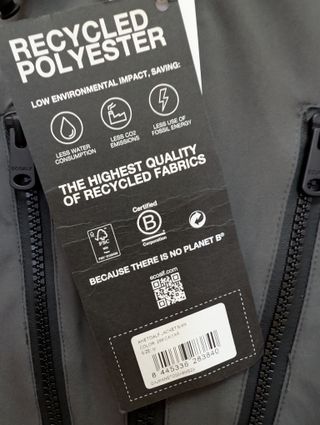 RECYCLED
POLYESTER
LOW ENVIRONMENTAL IMPACT, SAVING:
LESS WATER
CONSUMPTION
LESS CO2
EMISSIONS
LESS USE OF
FOSSIL ENERGY
THE HIGHEST QUALITY
OF RECYCLED FABRICS
FSC
Certified
B
Corporation
BECAUSE THERE IS NO PLANET B®
ecoalf.com
8 445336 283840
ECOALF